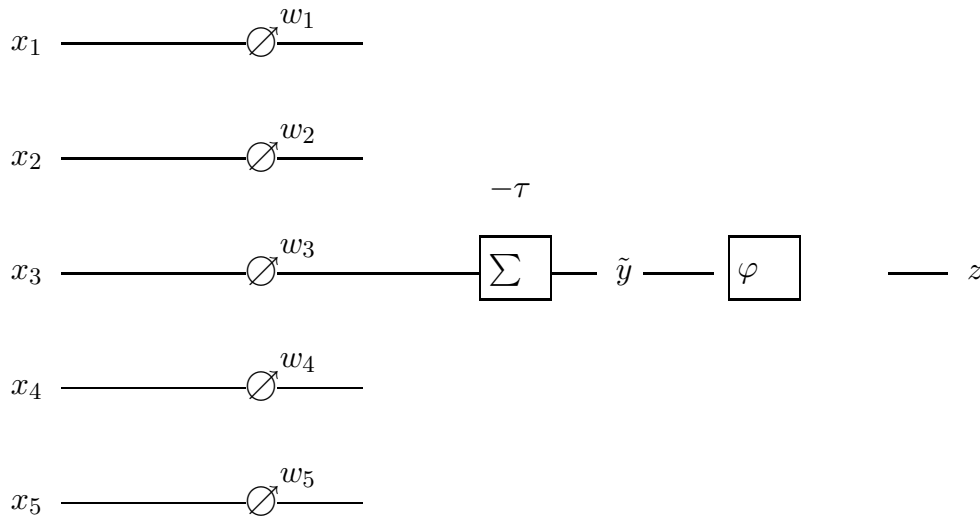 x₁ w₁
x₂ w₂
−τ
x₃ w₃ ∑ ỹ φ z
x₄ w₄
x₅ w₅